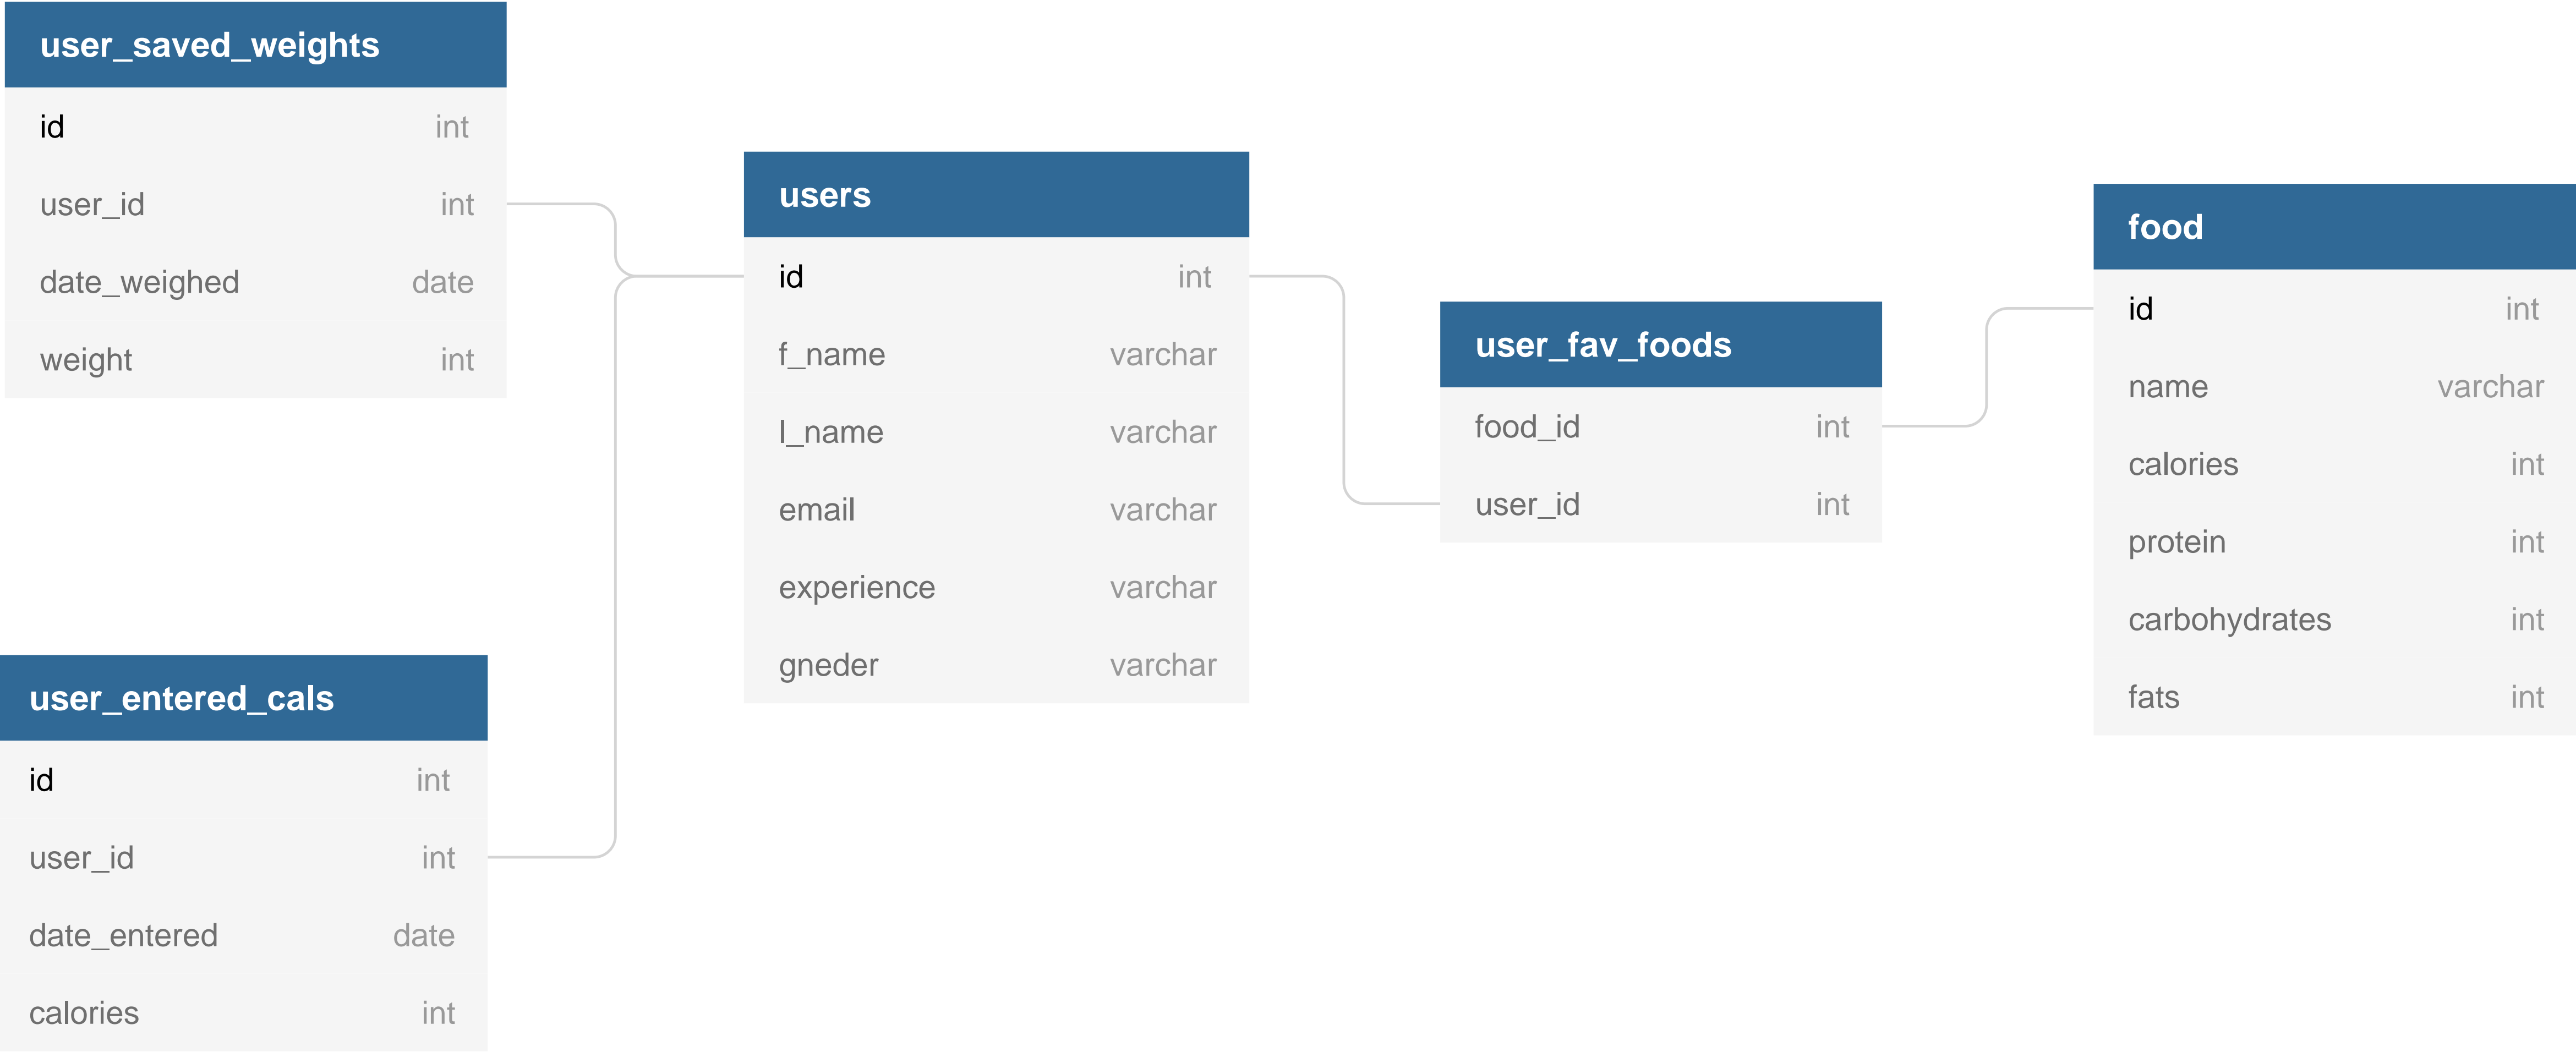 user_saved_weights
id int
user_id int
date_weighed date
weight int
users
id int
f_name varchar
l_name varchar
email varchar
experience varchar
gneder varchar
user_fav_foods
food_id int
user_id int
food
id int
name varchar
calories int
protein int
carbohydrates int
fats int
user_entered_cals
id int
user_id int
date_entered date
calories int